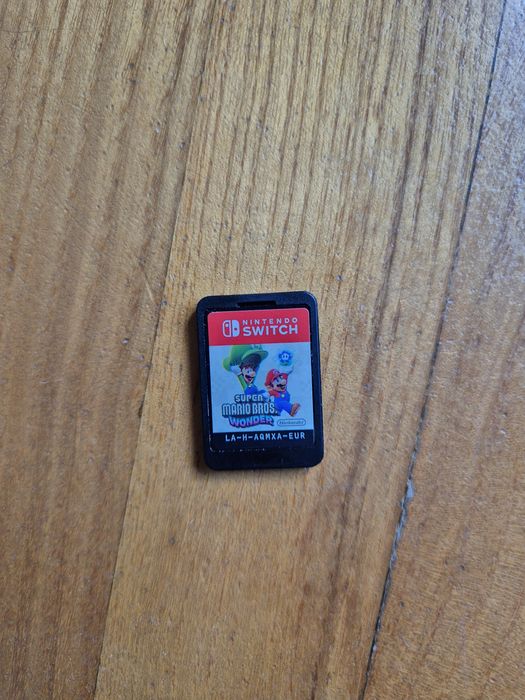 NINTENDO
SWITCH
SUPER
MARIO BROS.
WONDER
Nintendo
LA-H-AQMXA-EUR